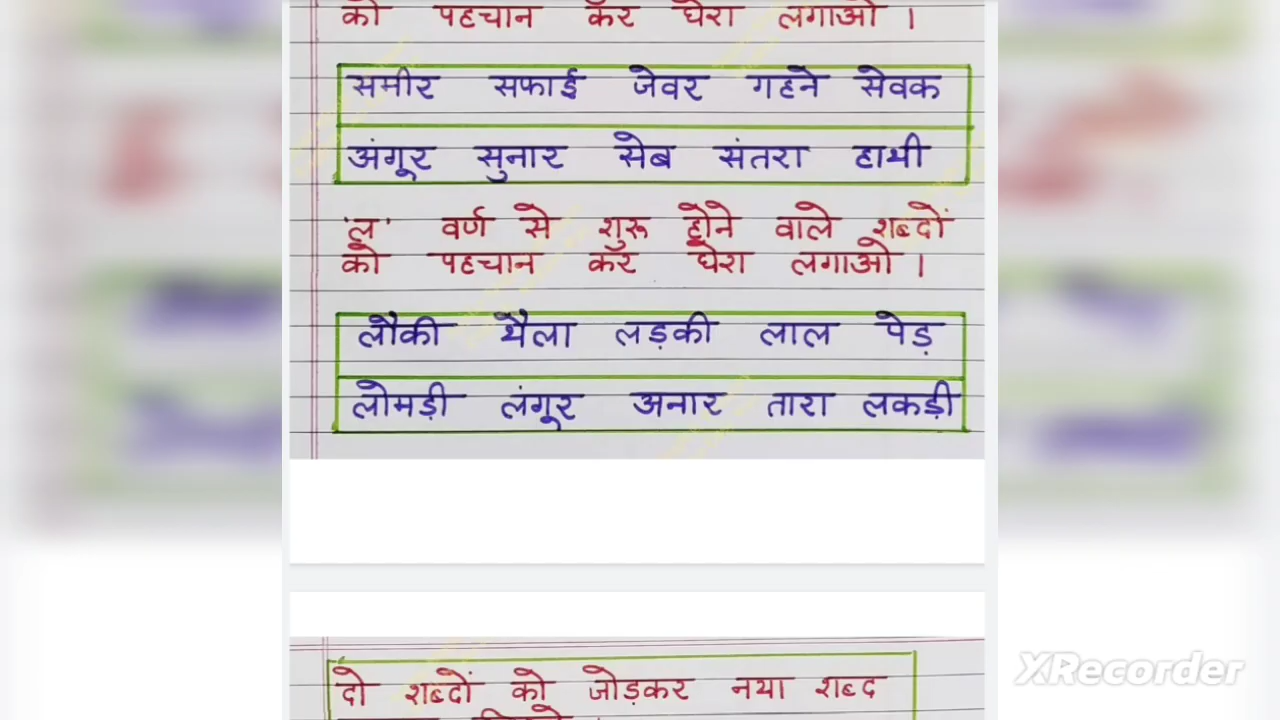 को पहचान कर घेरा लगाओ ।
समीर सफाई जेवर गहने सेवक
अंगूर सुनार सेब संतरा हाथी
'ल' वर्ण से शुरू होने वाले शब्दों
को पहचान कर घेरा लगाओ ।
लौकी थैला लड़की लाल पेड़
लोमड़ी लंगूर अनार तारा लकड़ी
दो शब्दों को जोड़कर नया शब्द
XRecorder